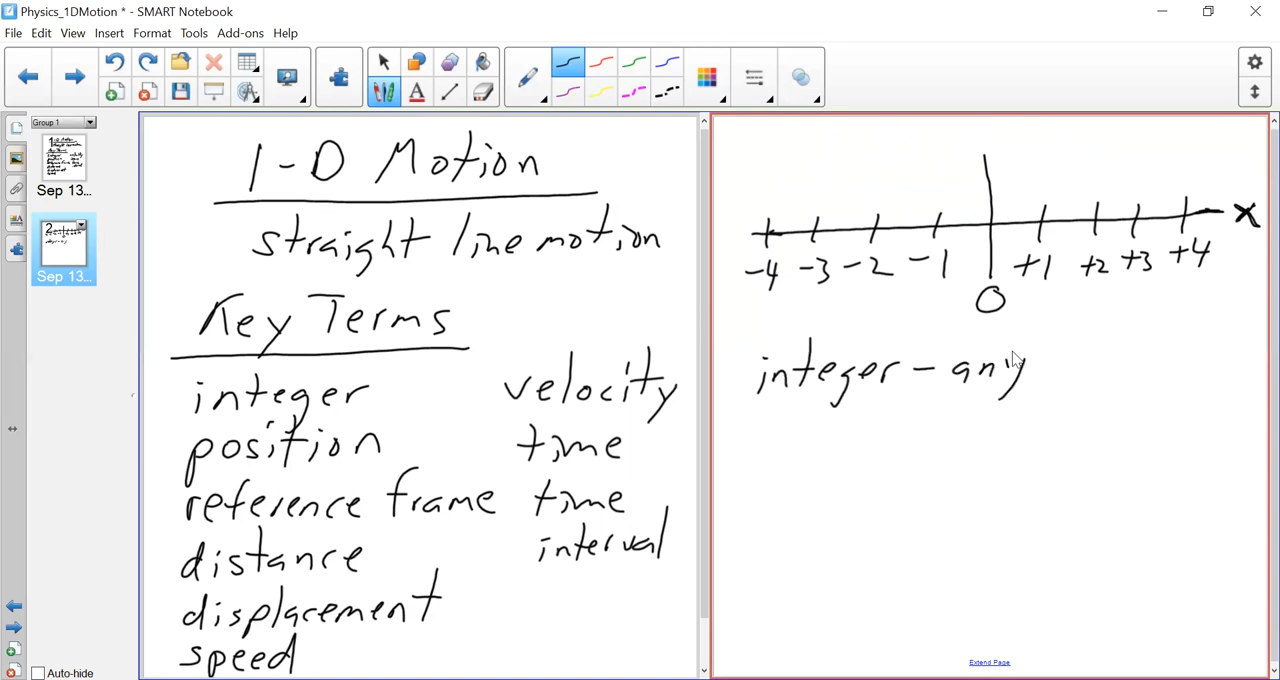 Physics_1DMotion * - SMART Notebook
File Edit View Insert Format Tools Add-ons Help
Group 1
Sep 13...
2
Sep 13...
Auto-hide
1-D Motion
straight line motion
Key Terms
integer
position
reference frame
distance
displacement
speed
velocity
time
time
interval
x
-4 -3 -2 -1 0 +1 +2 +3 +4
integer - any
Extend Page